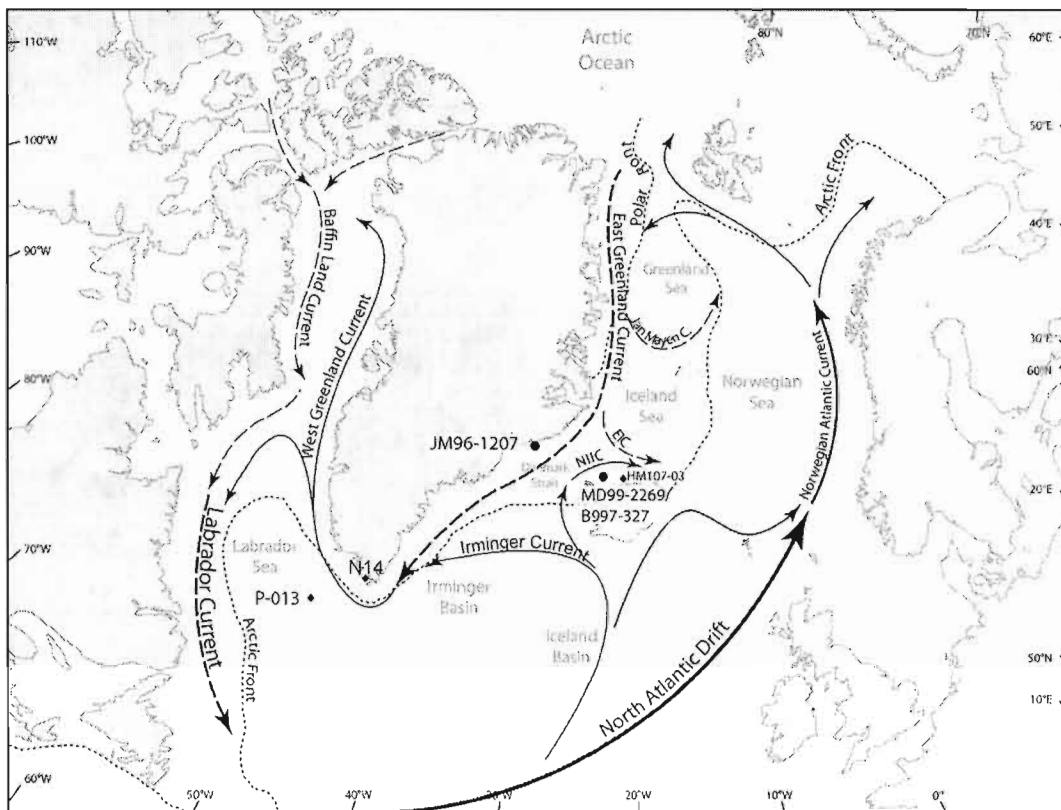 110°W
100°W
90°W
80°W
70°W
60°W
50°W
40°W
30°W
20°W
10°W
0°
80°N
70°N
60°E
50°E
40°E
30°E
60°N
20°E
50°N
10°E
Arctic
Ocean
Baffin Land Current
West Greenland Current
Labrador Current
Labrador
Sea
Arctic Front
P-013
N14
JM96-1207
Denmark
Strait
East Greenland Current
Polar
Front
Greenland
Sea
Jan Mayen C.
Iceland
Sea
EIC
NIIC
HM107-03
MD99-2269/
B997-327
Irminger Current
Irminger
Basin
Iceland
Basin
Norwegian
Sea
Norwegian Atlantic Current
North Atlantic Drift
Arctic Front